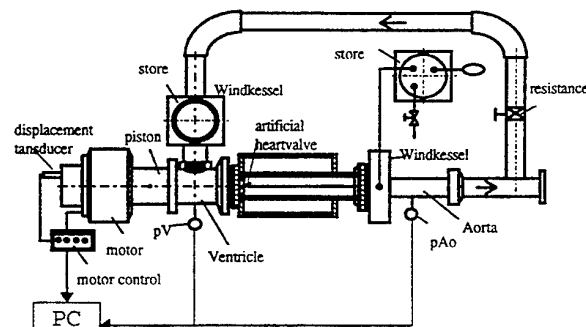 store
Windkessel
store
resistance
displacement
tansducer
piston
artificial
heartvalve
Windkessel
pV
Ventricle
pAo
Aorta
motor
motor control
PC